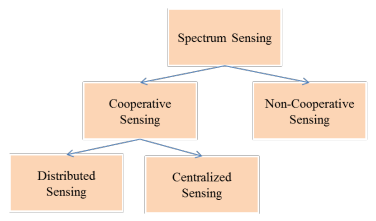 Spectrum Sensing
Cooperative
Sensing
Non-Cooperative
Sensing
Distributed
Sensing
Centralized
Sensing